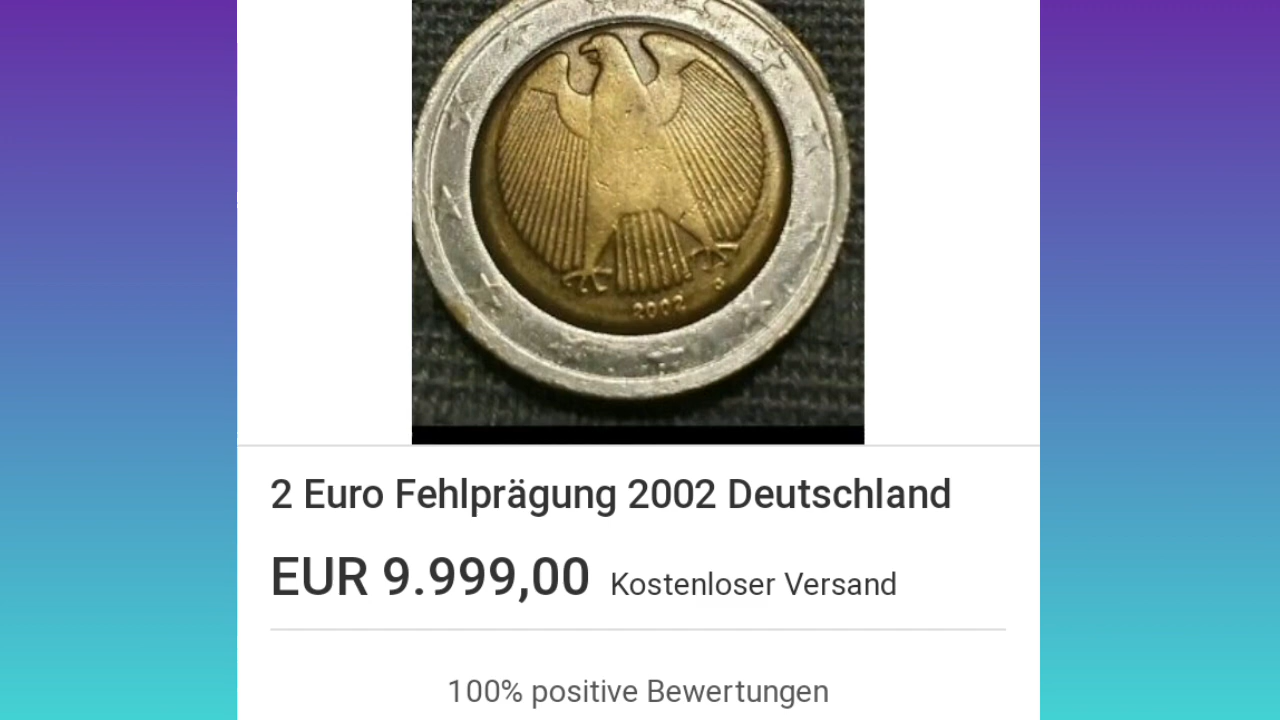 2002
2 Euro Fehlprägung 2002 Deutschland
EUR 9.999,00 Kostenloser Versand
100% positive Bewertungen